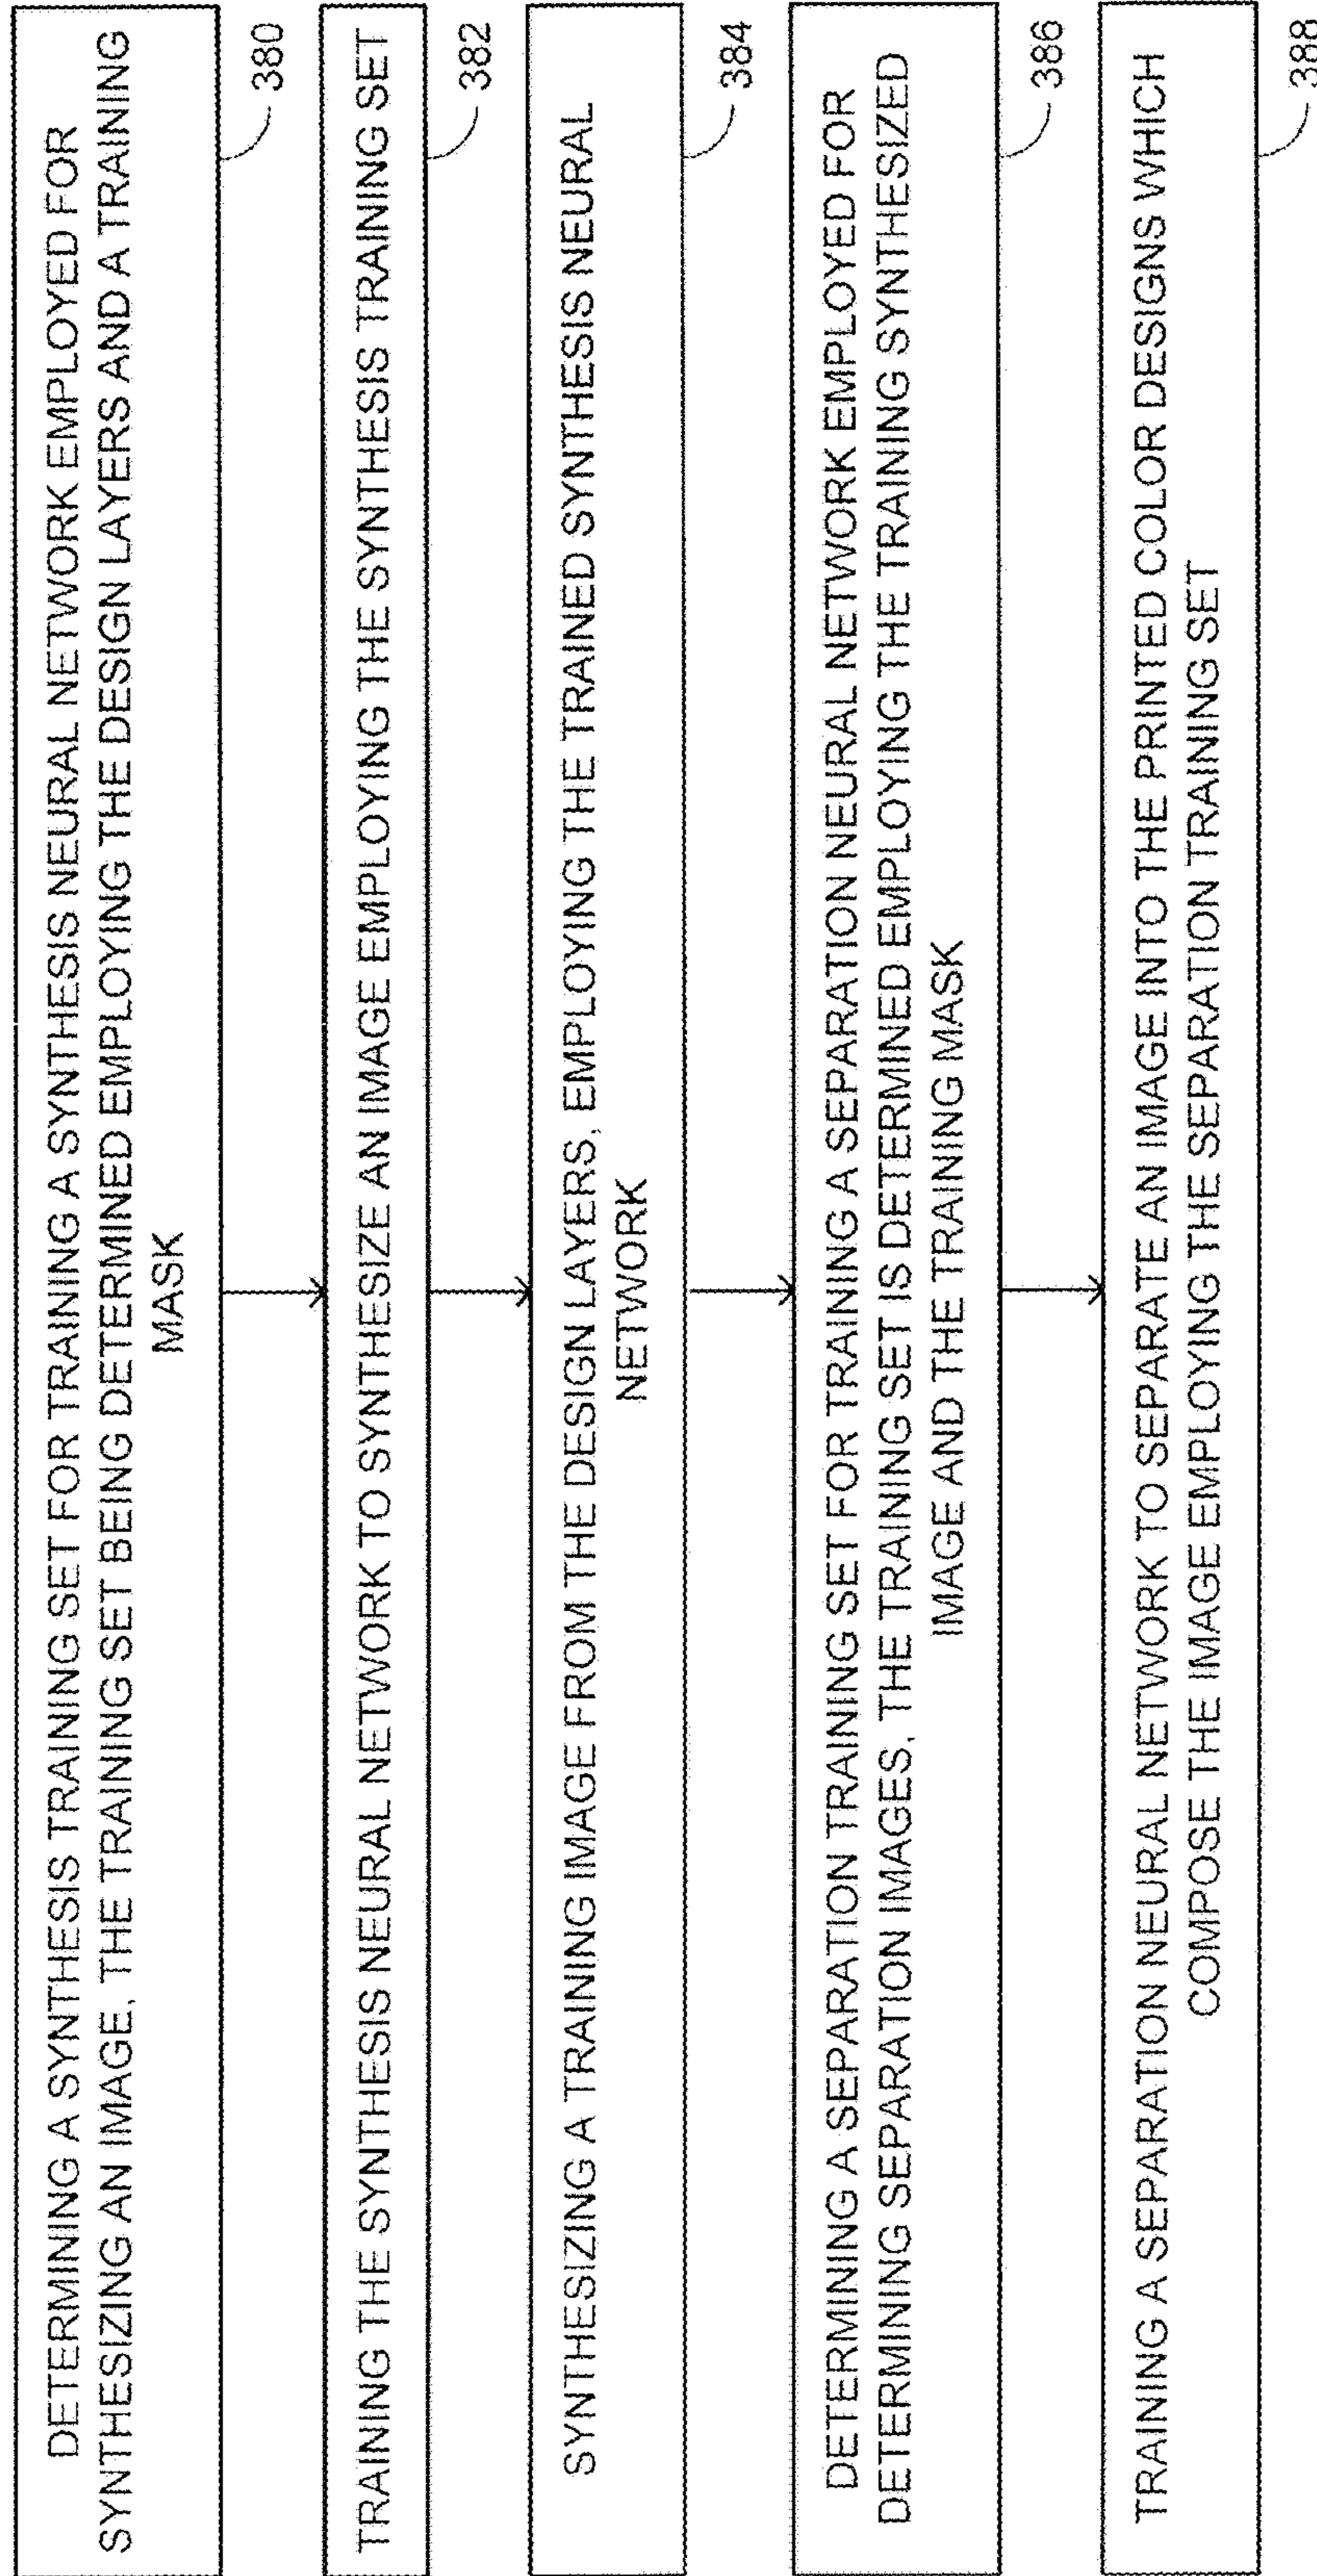 DETERMINING A SYNTHESIS TRAINING SET FOR TRAINING A SYNTHESIS NEURAL NETWORK EMPLOYED FOR
SYNTHESIZING AN IMAGE, THE TRAINING SET BEING DETERMINED EMPLOYING THE DESIGN LAYERS AND A TRAINING
MASK
380
TRAINING THE SYNTHESIS NEURAL NETWORK TO SYNTHESIZE AN IMAGE EMPLOYING THE SYNTHESIS TRAINING SET
382
SYNTHESIZING A TRAINING IMAGE FROM THE DESIGN LAYERS, EMPLOYING THE TRAINED SYNTHESIS NEURAL
NETWORK
384
DETERMINING A SEPARATION TRAINING SET FOR TRAINING A SEPARATION NEURAL NETWORK EMPLOYED FOR
DETERMINING SEPARATION IMAGES, THE TRAINING SET IS DETERMINED EMPLOYING THE TRAINING SYNTHESIZED
IMAGE AND THE TRAINING MASK
386
TRAINING A SEPARATION NEURAL NETWORK TO SEPARATE AN IMAGE INTO THE PRINTED COLOR DESIGNS WHICH
COMPOSE THE IMAGE EMPLOYING THE SEPARATION TRAINING SET
388